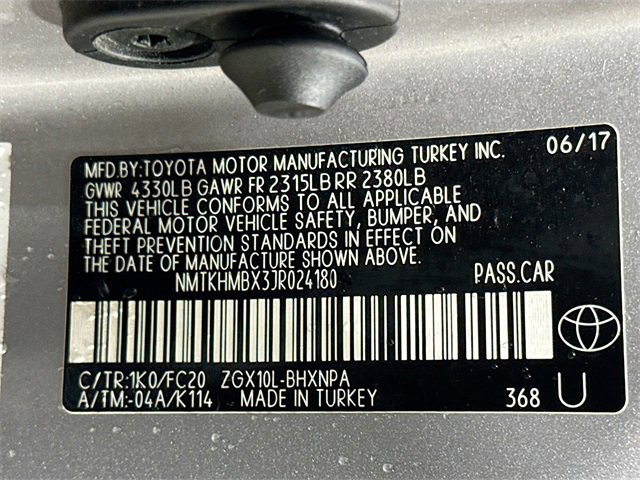 MFD.BY:TOYOTA MOTOR MANUFACTURING TURKEY INC. 06/17
GVWR 4330LB GAWR FR 2315LB RR 2380LB
THIS VEHICLE CONFORMS TO ALL APPLICABLE
FEDERAL MOTOR VEHICLE SAFETY, BUMPER, AND
THEFT PREVENTION STANDARDS IN EFFECT ON
THE DATE OF MANUFACTURE SHOWN ABOVE.
NMTKHMBX3JR024180 PASS.CAR
C/TR:1K0/FC20 ZGX10L-BHXNPA
A/TM:-04A/K114 MADE IN TURKEY 368 U